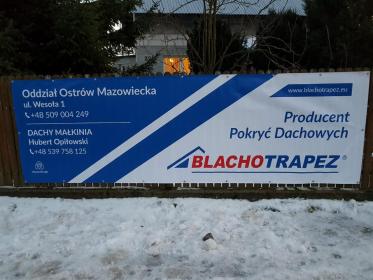 Oddział Ostrów Mazowiecka
ul. Wesoła 1
+48 509 004 249
DACHY MAŁKINIA
Hubert Opiłowski
+48 539 758 125
www.blachotrapez.eu
Producent
Pokryć Dachowych
BLACHOTRAPEZ®